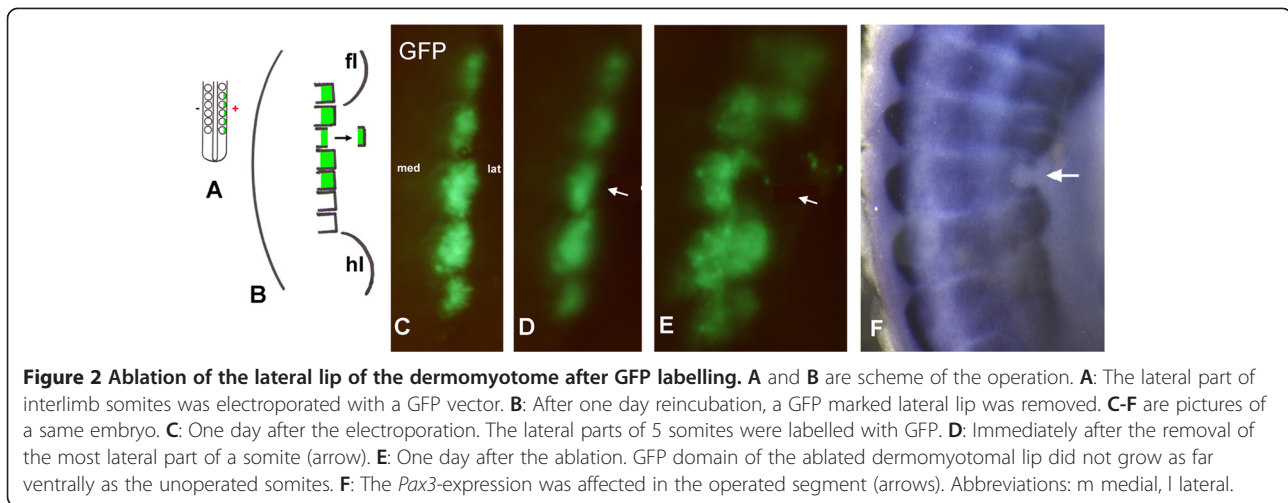 fl
- +
A
B
hl
GFP
med lat
C
D
E
F
Figure 2 Ablation of the lateral lip of the dermomyotome after GFP labelling. A and B are scheme of the operation. A: The lateral part of
interlimb somites was electroporated with a GFP vector. B: After one day reincubation, a GFP marked lateral lip was removed. C-F are pictures of
a same embryo. C: One day after the electroporation. The lateral parts of 5 somites were labelled with GFP. D: Immediately after the removal of
the most lateral part of a somite (arrow). E: One day after the ablation. GFP domain of the ablated dermomyotomal lip did not grow as far
ventrally as the unoperated somites. F: The Pax3-expression was affected in the operated segment (arrows). Abbreviations: m medial, l lateral.